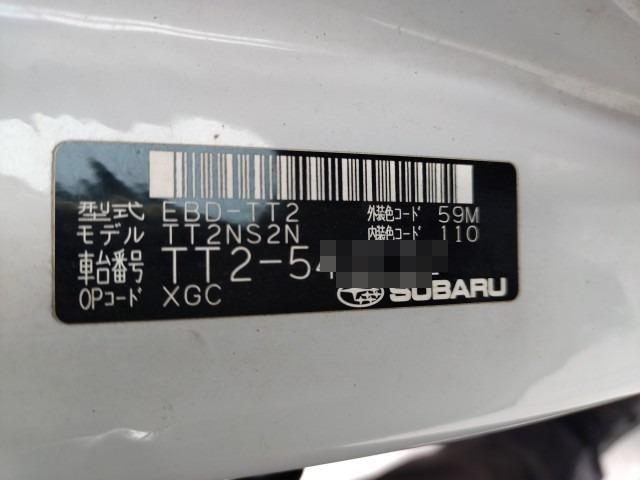 型式 EBD-TT2 外装色コード 59M
モデル TT2NS2N 内装色コード 110
車台番号 TT2-54
OPコード XGC SUBARU